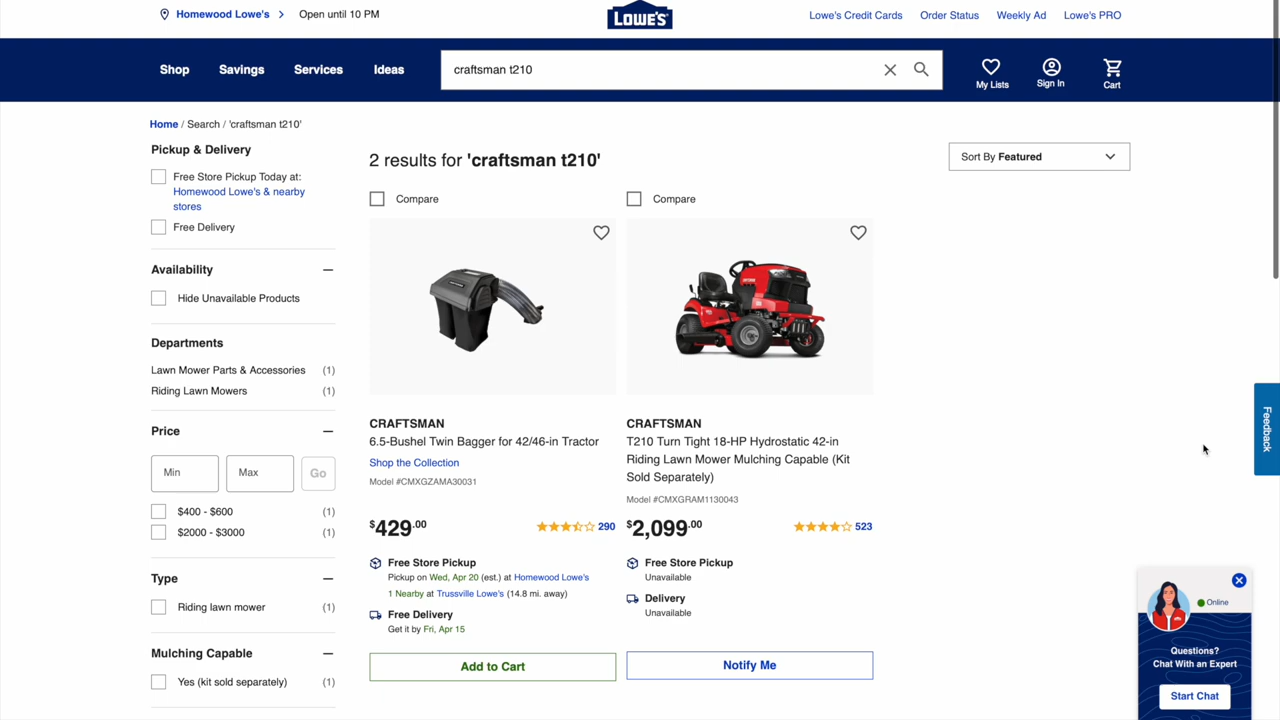 Homewood Lowe's
Open until 10 PM
LOWE'S
Lowe's Credit Cards
Order Status
Weekly Ad
Lowe's PRO
Shop
Savings
Services
Ideas
craftsman t210
My Lists
Sign In
Cart
Home / Search / 'craftsman t210'
Pickup & Delivery
Free Store Pickup Today at:
Homewood Lowe's & nearby
stores
Free Delivery
Availability
Hide Unavailable Products
Departments
Lawn Mower Parts & Accessories (1)
Riding Lawn Mowers (1)
Price
Min
Max
Go
$400 - $600 (1)
$2000 - $3000 (1)
Type
Riding lawn mower (1)
Mulching Capable
Yes (kit sold separately) (1)
2 results for 'craftsman t210'
Sort By Featured
Compare
CRAFTSMAN
6.5-Bushel Twin Bagger for 42/46-in Tractor
Shop the Collection
Model #CMXGZAMA30031
$429.00
290
Free Store Pickup
Pickup on Wed, Apr 20 (est.) at Homewood Lowe's
1 Nearby at Trussville Lowe's (14.8 mi. away)
Free Delivery
Get it by Fri, Apr 15
Add to Cart
Compare
CRAFTSMAN
T210 Turn Tight 18-HP Hydrostatic 42-in
Riding Lawn Mower Mulching Capable (Kit
Sold Separately)
Model #CMXGRAM1130043
$2,099.00
523
Free Store Pickup
Unavailable
Delivery
Unavailable
Notify Me
Feedback
Online
Questions?
Chat With an Expert
Start Chat